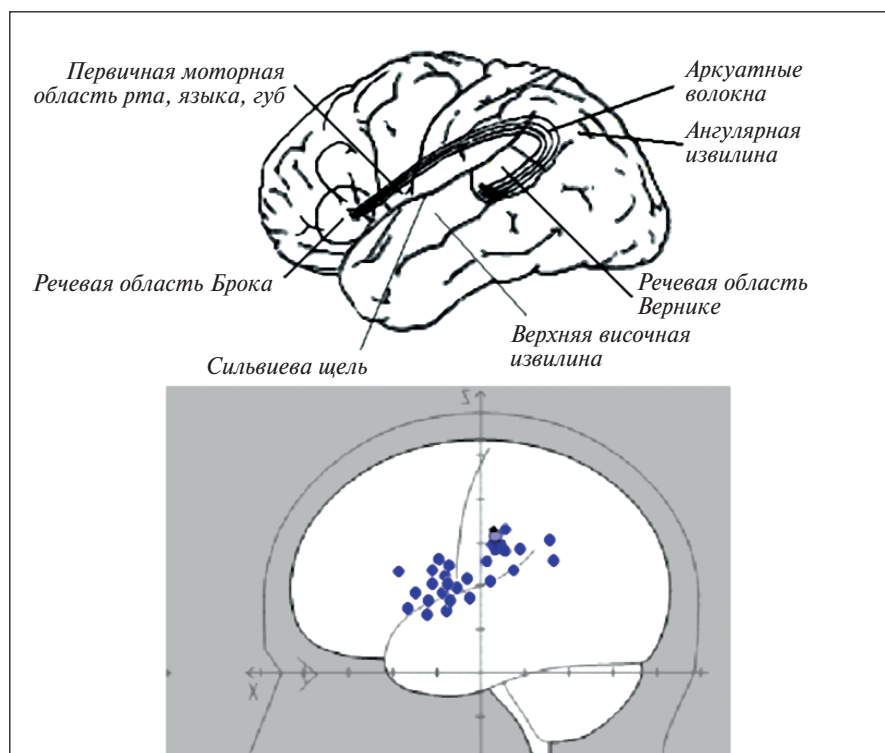 Первичная моторная
область рта, языка, губ
Аркуатные
волокна
Ангулярная
извилина
Речевая область Брока
Речевая область
Вернике
Верхняя височная
извилина
Сильвиева щель
Z
X